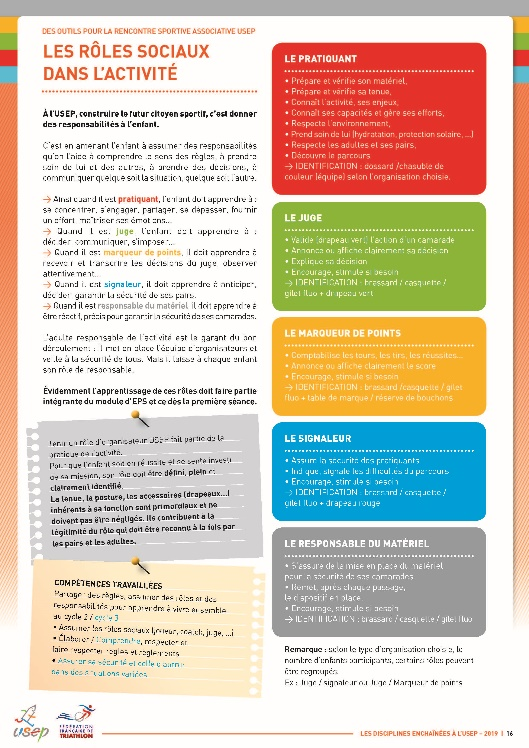 DES OUTILS POUR LA RENCONTRE SPORTIVE ASSOCIATIVE USEP
LES RÔLES SOCIAUX
DANS L'ACTIVITÉ
À l'USEP, construire le futur citoyen sportif, c'est donner
des responsabilités à l'enfant.
C'est en amenant l'enfant à assumer des responsabilités
qu'on l'aide à comprendre le sens des règles, à prendre
soin de lui et des autres, à prendre des décisions, à
communiquer quelque soit la situation, quelque soit l'autre.
→ Ainsi quand il est pratiquant, l'enfant doit apprendre à :
se concentrer, s'engager, partager, se dépasser, fournir
un effort, maîtriser ses émotions...
→ Quand il est juge, l'enfant doit apprendre à :
décider, communiquer, s'imposer...
→ Quand il est marqueur de points, il doit apprendre à
recevoir et transcrire les décisions du juge, observer
attentivement...
→ Quand il est signaleur, il doit apprendre à anticiper,
décider, garantir la sécurité de ses pairs.
→ Quand il est responsable du matériel, il doit apprendre à
être réactif, précis pour garantir la sécurité de ses camarades.
L'adulte responsable de l'activité est le garant du bon
déroulement : il met en place l'équipe d'organisateurs et
veille à la sécurité de tous. Mais il laisse à chaque enfant
son rôle de responsable.
Évidemment l'apprentissage de ces rôles doit faire partie
intégrante du module d'EPS et ce dès la première séance.
Tenir un rôle d'organisateur USEP fait partie de la
pratique de l'activité.
Pour que l'enfant soit en réussite et se sente investi
de sa mission, son rôle doit être défini, plein et
clairement identifié.
La tenue, la posture, les accessoires (drapeaux...)
inhérents à sa fonction sont primordiaux et ne
doivent pas être négligés. Ils contribuent à la
légitimité du rôle qui doit être reconnu à la fois par
les pairs et les adultes.
COMPÉTENCES TRAVAILLÉES
Partager des règles, assumer des rôles et des
responsabilités pour apprendre à vivre ensemble
au cycle 2 / cycle 3
• Assumer les rôles sociaux (joueur, coach, juge, ...)
• Élaborer / Comprendre, respecter et
faire respecter règles et règlements
• Assurer sa sécurité et celle d'autrui
dans des situations variées
LE PRATIQUANT
• Prépare et vérifie son matériel,
• Prépare et vérifie sa tenue,
• Connaît l'activité, ses enjeux,
• Connaît ses capacités et gère ses efforts,
• Respecte l'environnement,
• Prend soin de lui (hydratation, protection solaire, ...)
• Respecte les adultes et ses pairs,
• Découvre le parcours
→ IDENTIFICATION : dossard /chasuble de
couleur (équipe) selon l'organisation choisie.
LE JUGE
• Valide (drapeau vert) l'action d'un camarade
• Annonce ou affiche clairement sa décision
• Explique sa décision
• Encourage, stimule si besoin
→ IDENTIFICATION : brassard / casquette /
gilet fluo + drapeau vert
LE MARQUEUR DE POINTS
• Comptabilise les tours, les tirs, les réussites...
• Annonce ou affiche clairement le score
• Encourage, stimule si besoin
→ IDENTIFICATION : brassard /casquette / gilet
fluo + table de marque / réserve de bouchons
LE SIGNALEUR
• Assure la sécurité des pratiquants
• Indique, signale les difficultés du parcours
• Encourage, stimule si besoin
→ IDENTIFICATION : brassard / casquette /
gilet fluo + drapeau rouge
LE RESPONSABLE DU MATÉRIEL
• S'assure de la mise en place du matériel
pour la sécurité de ses camarades
• Remet, après chaque passage,
le dispositif en place
• Encourage, stimule si besoin
→ IDENTIFICATION : brassard / casquette / gilet fluo
Remarque : selon le type d'organisation choisie, le
nombre d'enfants participants, certains rôles peuvent
être regroupés.
Ex : Juge / signaleur ou Juge / Marqueur de points
usep
FÉDÉRATION
FRANÇAISE DE
TRIATHLON
LES DISCIPLINES ENCHAÎNÉES À L'USEP - 2019 | 16